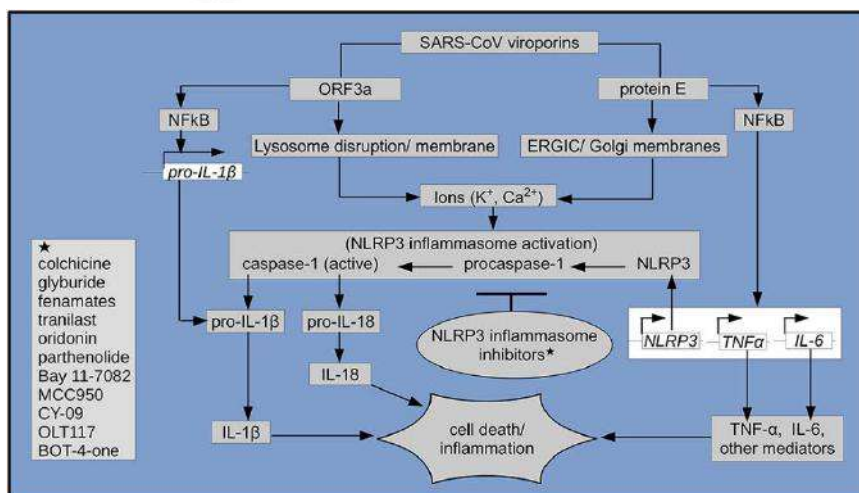 SARS-CoV viroporins
ORF3a
protein E
NFkB
NFkB
Lysosome disruption/ membrane
ERGIC/ Golgi membranes
pro-IL-1β
Ions (K⁺, Ca²⁺)
(NLRP3 inflammasome activation)
caspase-1 (active)
procaspase-1
NLRP3
★
colchicine
glyburide
fenamates
tranilast
oridonin
parthenolide
Bay 11-7082
MCC950
CY-09
OLT117
BOT-4-one
pro-IL-1β
pro-IL-18
NLRP3 inflammasome
inhibitors★
NLRP3
TNFα
IL-6
IL-18
IL-1β
cell death/
inflammation
TNF-α, IL-6,
other mediators